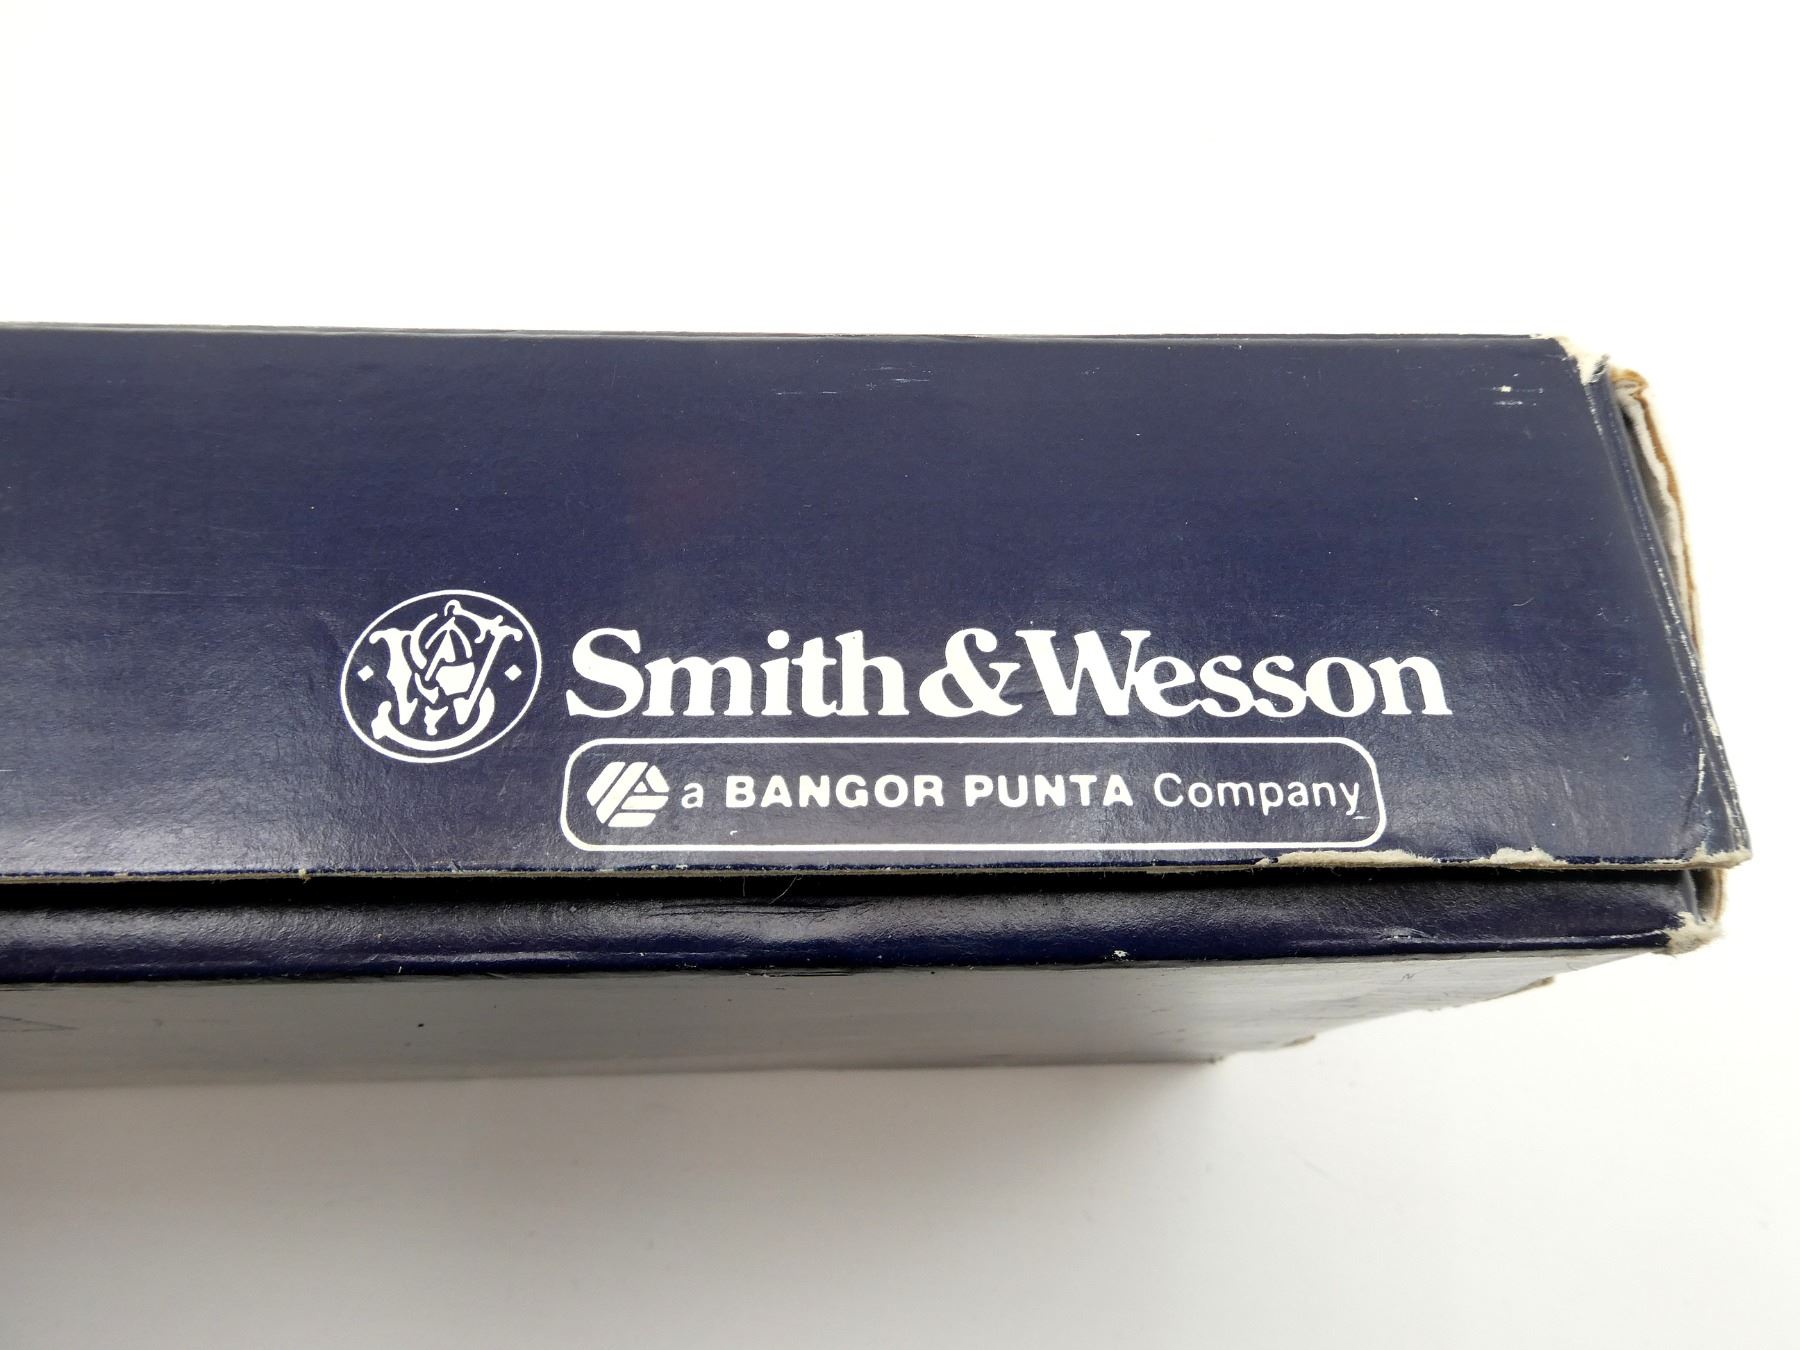 Smith & Wesson
a BANGOR PUNTA Company